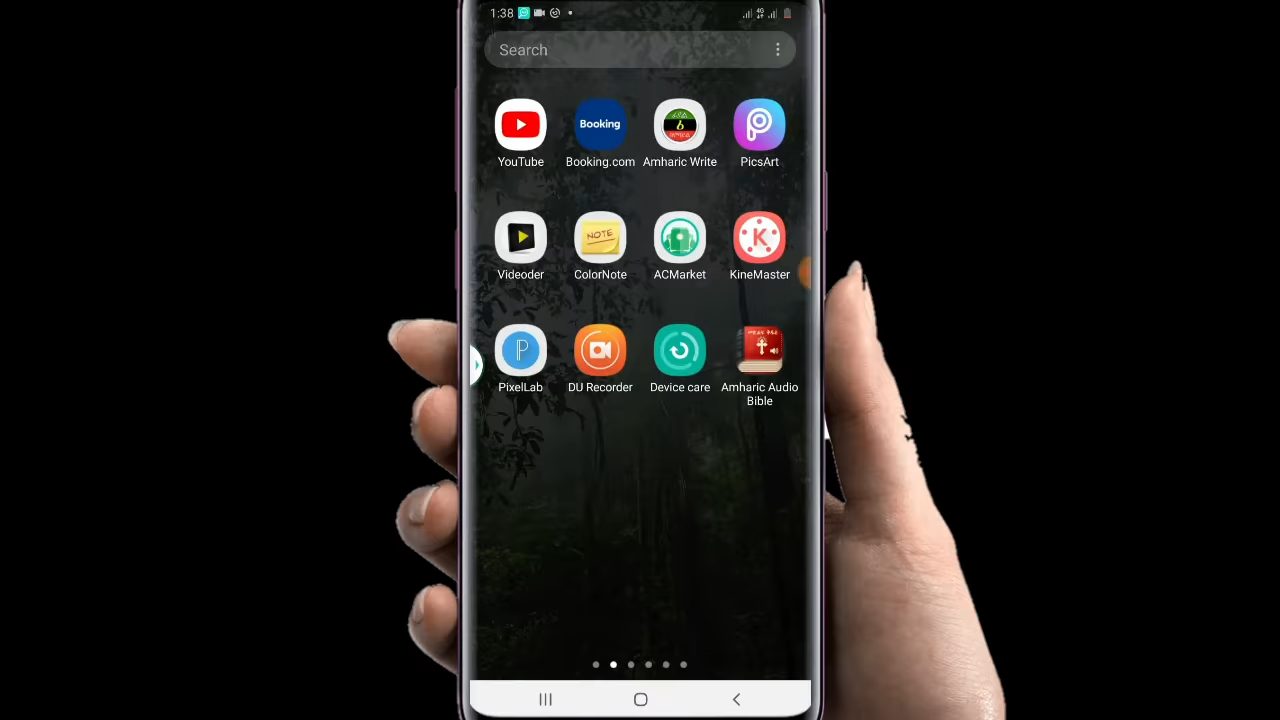 1:38
Search
Booking
YouTube
Booking.com
Amharic Write
PicsArt
NOTE
K
Videoder
ColorNote
ACMarket
KineMaster
P
PixelLab
DU Recorder
Device care
Amharic Audio
Bible